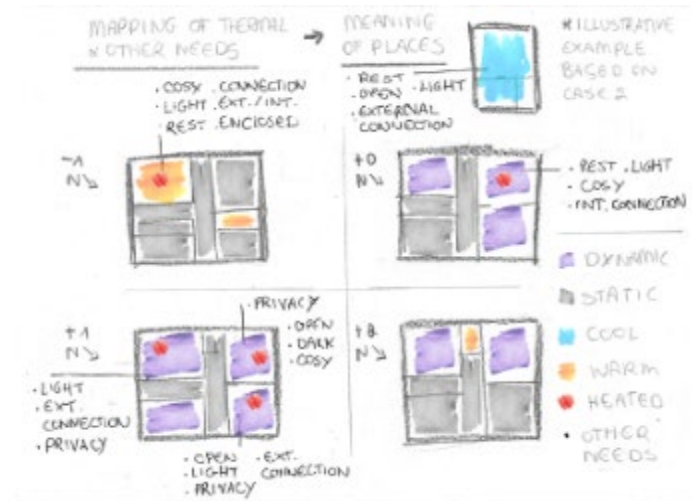 MAPPING OF THERMAL
& OTHER NEEDS
→
MEANING
OF PLACES
* ILLUSTRATIVE
EXAMPLE
BASED ON
CASE 2
• COSY • CONNECTION
• LIGHT EXT./INT.
• REST • ENCLOSED
• REST • LIGHT
• OPEN
• EXTERNAL
CONNECTION
-1
N↘
+0
N↘
• REST • LIGHT
• COSY
• INT. CONNECTION
DYNAMIC
STATIC
COOL
WARM
HEATED
• OTHER
NEEDS
+1
N↘
• PRIVACY
• OPEN
• DARK
• COSY
• LIGHT
• EXT.
CONNECTION
• PRIVACY
• OPEN • EXT.
• LIGHT CONNECTION
• PRIVACY
+2
N↘